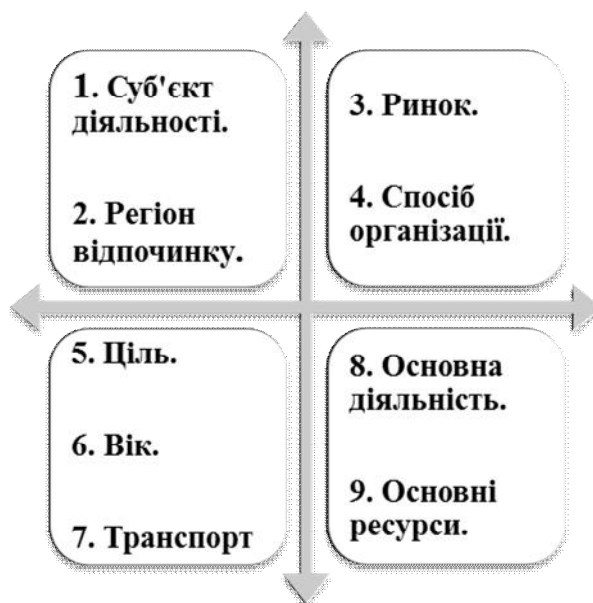 1. Суб'єкт
діяльності.
2. Регіон
відпочинку.
3. Ринок.
4. Спосіб
організації.
5. Ціль.
6. Вік.
7. Транспорт
8. Основна
діяльність.
9. Основні
ресурси.